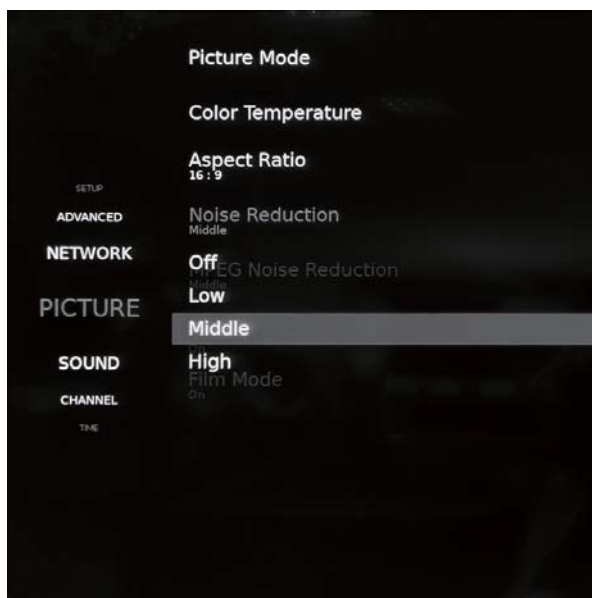 SETUP
ADVANCED
NETWORK
PICTURE
SOUND
CHANNEL
TIME
Picture Mode
Color Temperature
Aspect Ratio
16 : 9
Noise Reduction
Middle
Off
MPEG Noise Reduction
Middle
Low
Middle
On
High
Film Mode
On